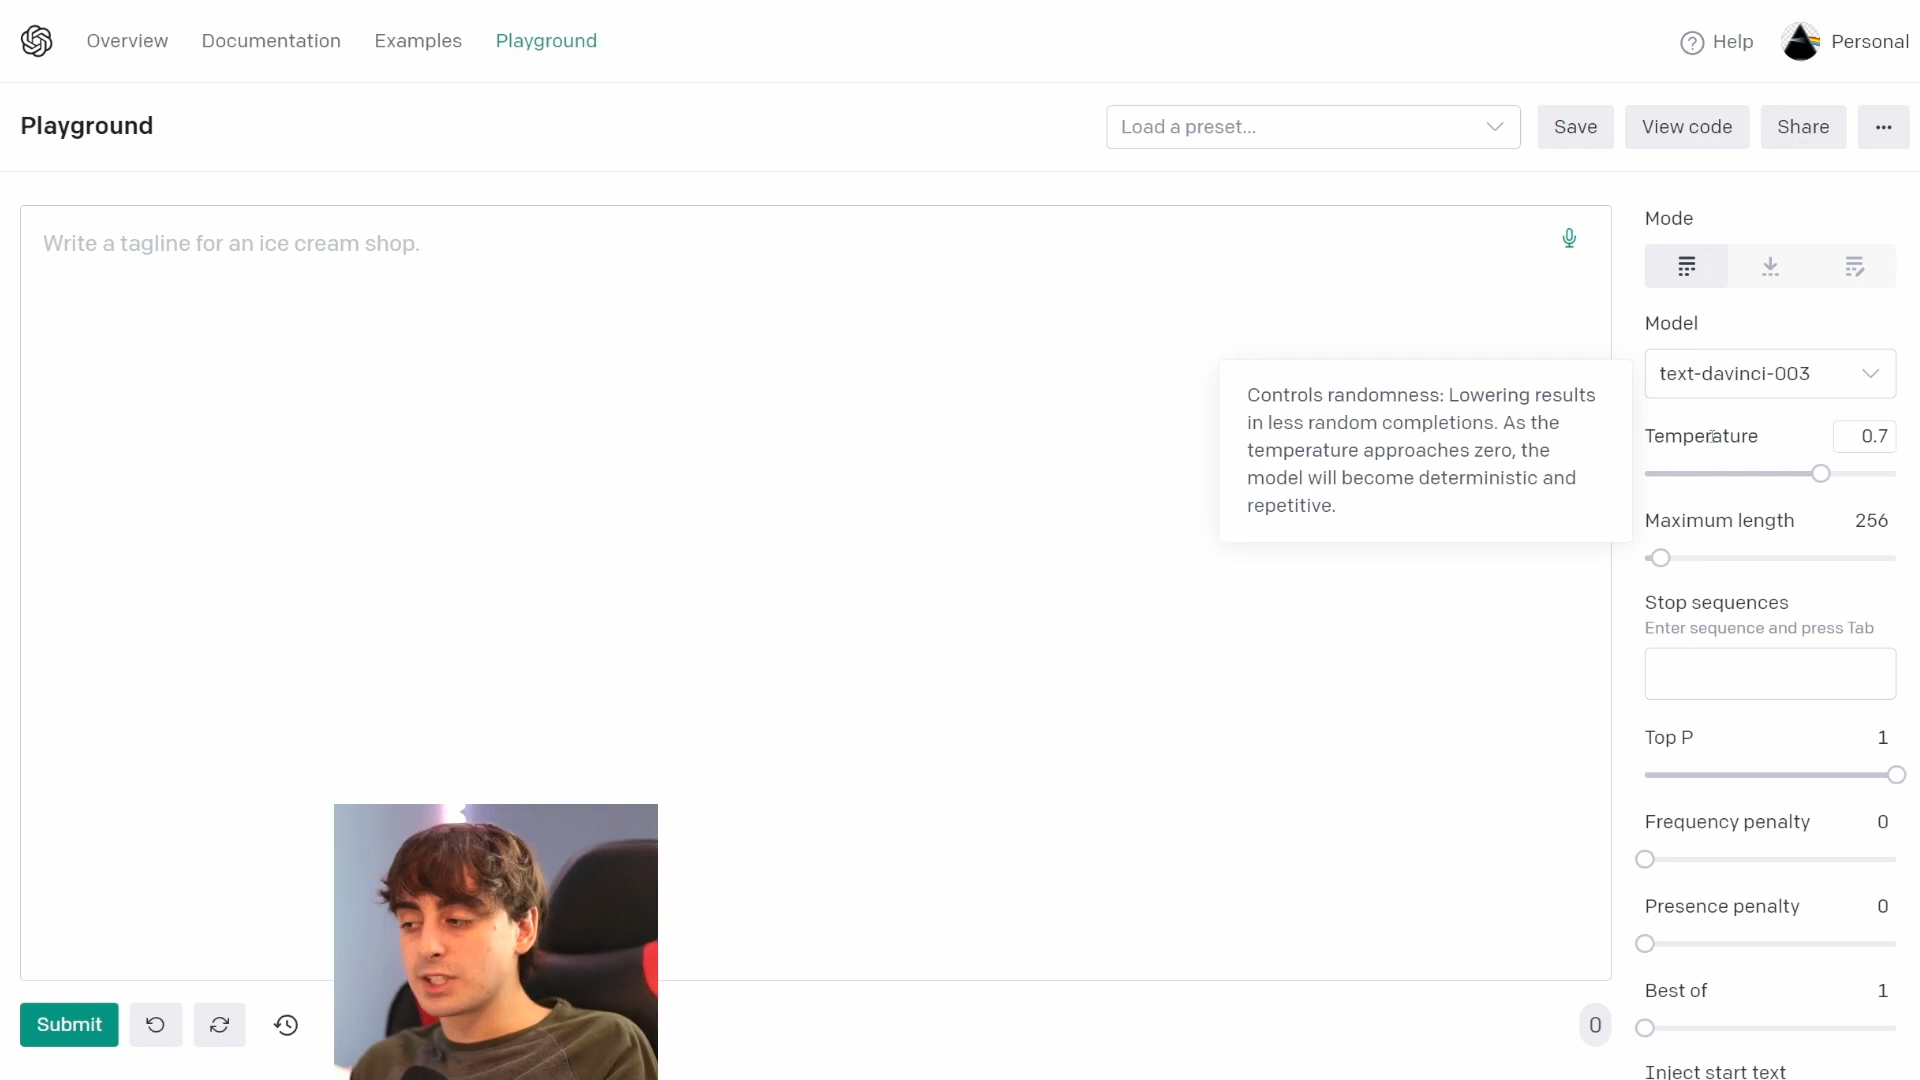 Overview Documentation Examples Playground
Help Personal
Playground
Load a preset...
Save View code Share
Write a tagline for an ice cream shop.
Mode
Model
text-davinci-003
Controls randomness: Lowering results
in less random completions. As the
temperature approaches zero, the
model will become deterministic and
repetitive.
Temperature 0.7
Maximum length 256
Stop sequences
Enter sequence and press Tab
Top P 1
Frequency penalty 0
Presence penalty 0
Best of 1
Inject start text
Submit
0